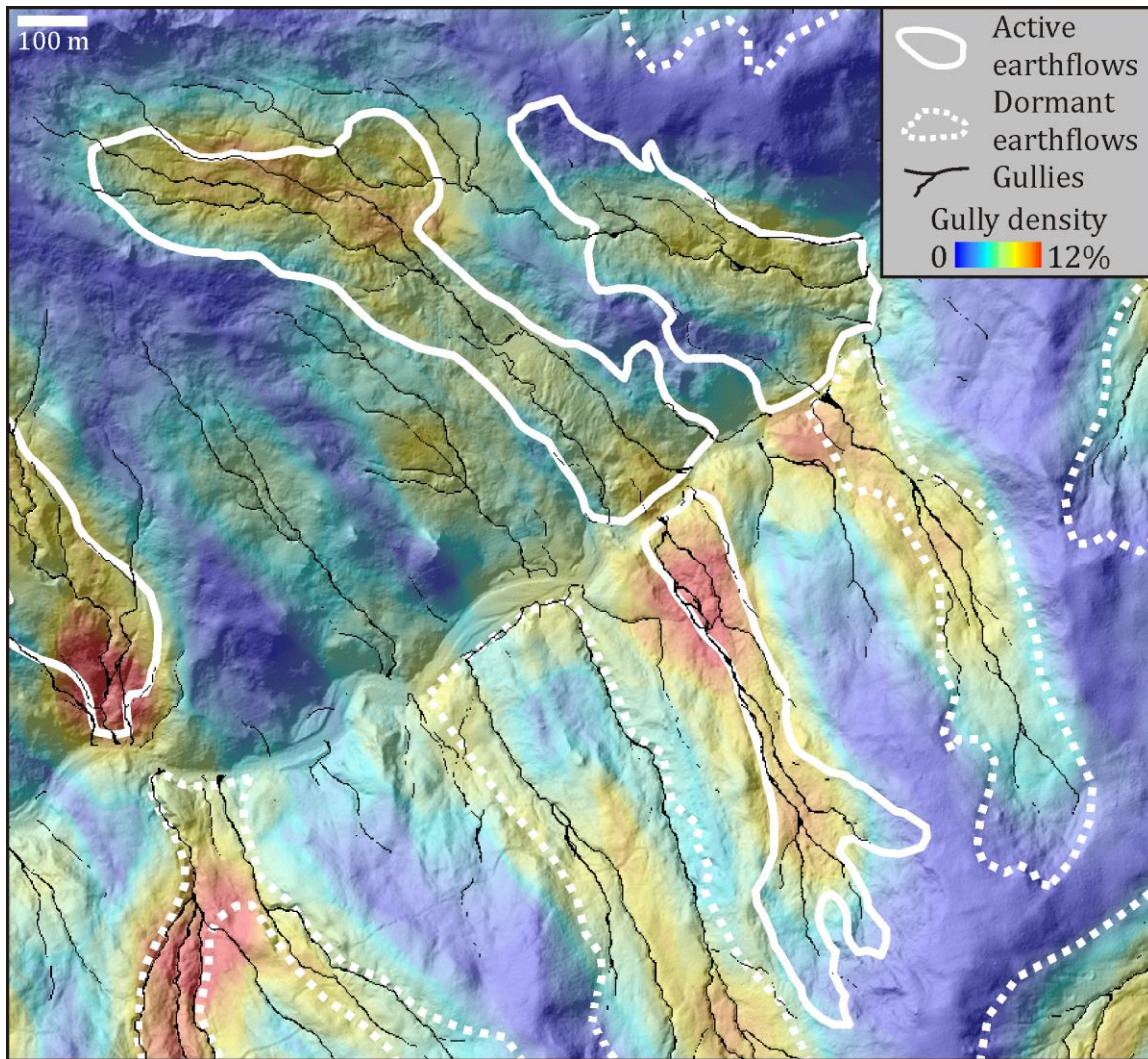 100 m
Active
earthflows
Dormant
earthflows
Gullies
Gully density
0 12%